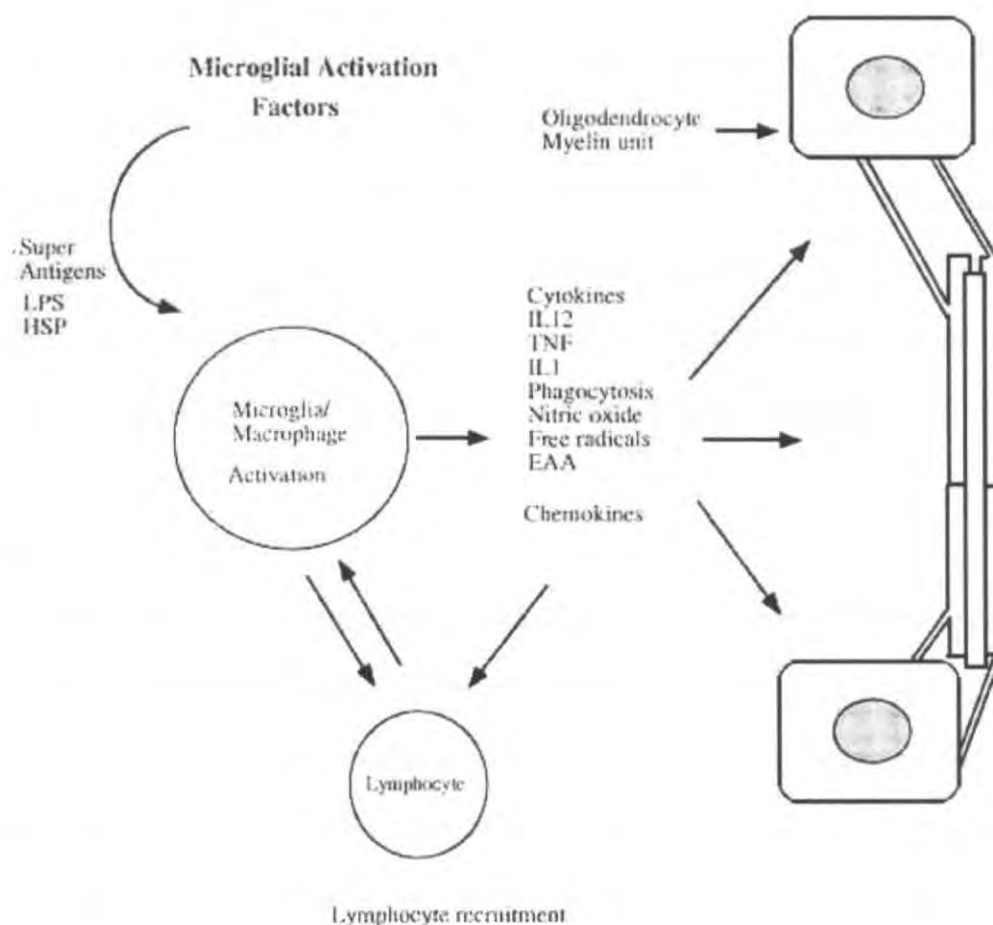 Microglial Activation
Factors
Oligodendrocyte
Myelin unit
Super
Antigens
LPS
HSP
Cytokines
IL12
TNF
IL1
Phagocytosis
Nitric oxide
Free radicals
EAA
Chemokines
Microglia/
Macrophage
Activation
Lymphocyte
Lymphocyte recruitment